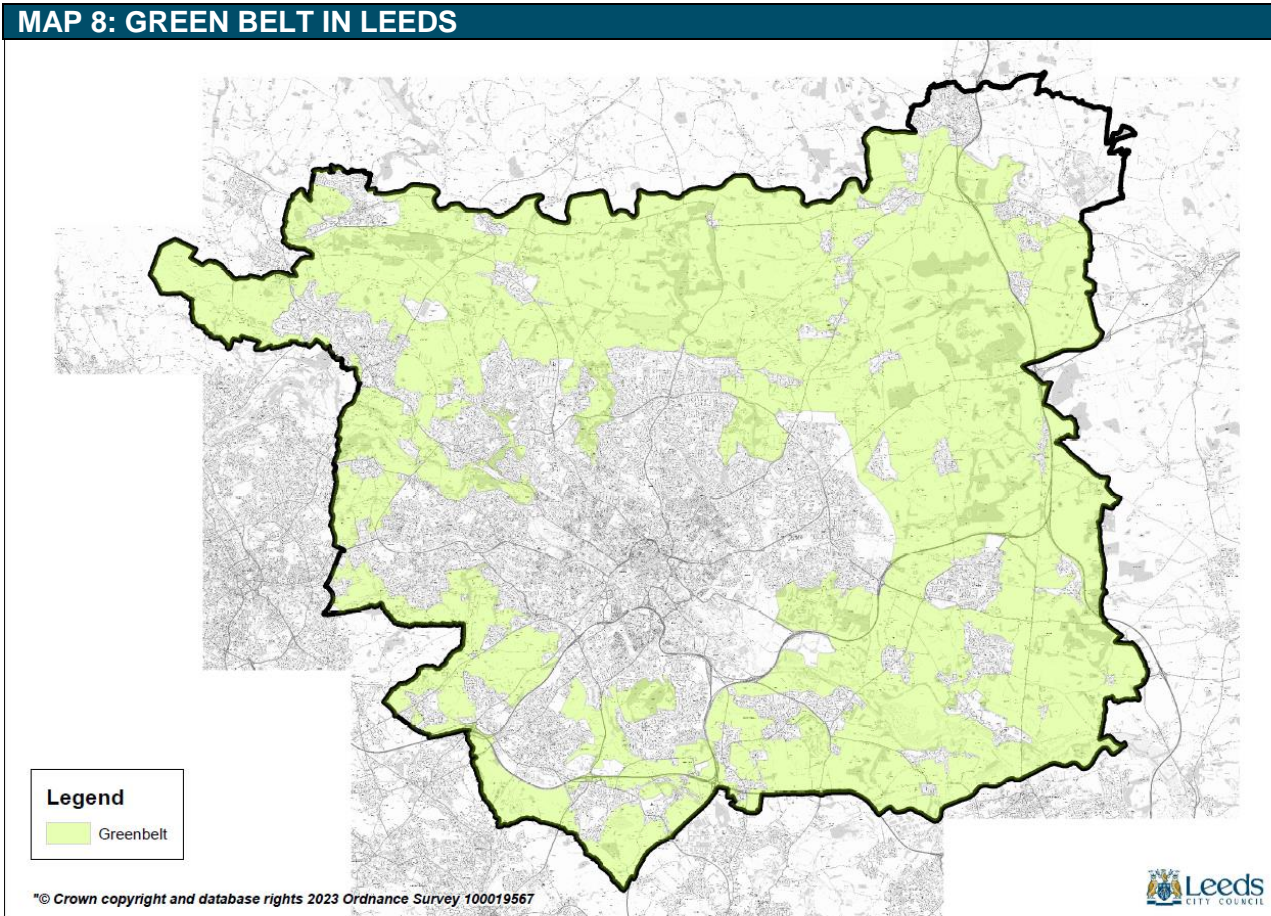 MAP 8: GREEN BELT IN LEEDS
Legend
Greenbelt
"© Crown copyright and database rights 2023 Ordnance Survey 100019567
Leeds
CITY COUNCIL